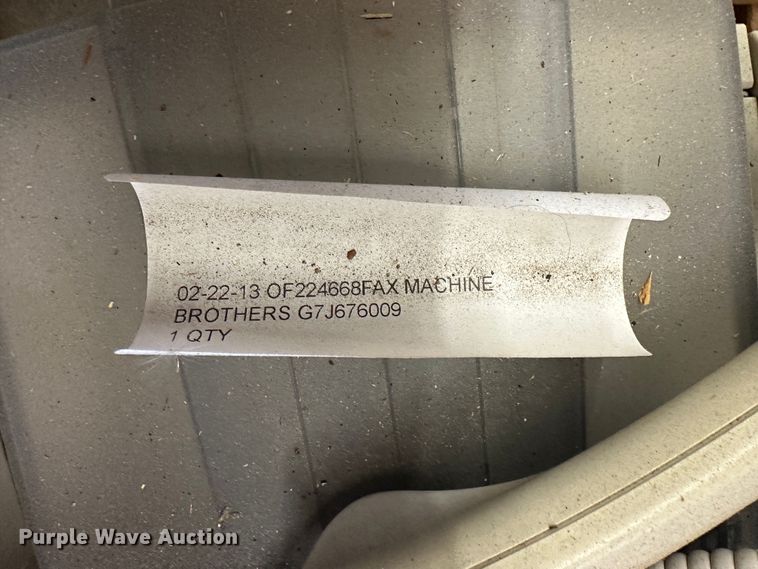 02-22-13 OF224668FAX MACHINE
BROTHERS G7J676009
1 QTY
Purple Wave Auction